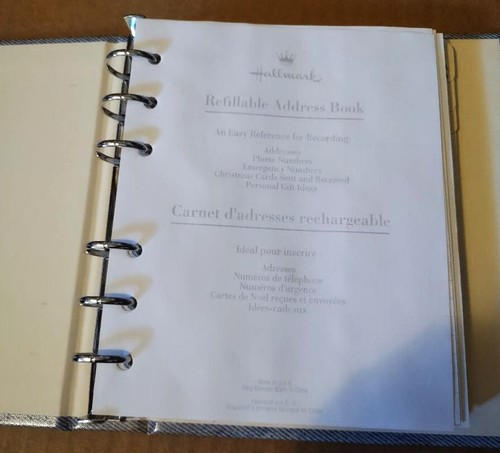 Hallmark
Refillable Address Book
An Easy Reference for Recording:
Addresses
Phone Numbers
Emergency Numbers
Christmas Cards Sent and Received
Personal Gift Ideas
Carnet d'adresses rechargeable
Idéal pour inscrire :
Adresses
Numéros de téléphone
Numéros d'urgence
Cartes de Noël reçues et envoyées
Idées-cadeaux